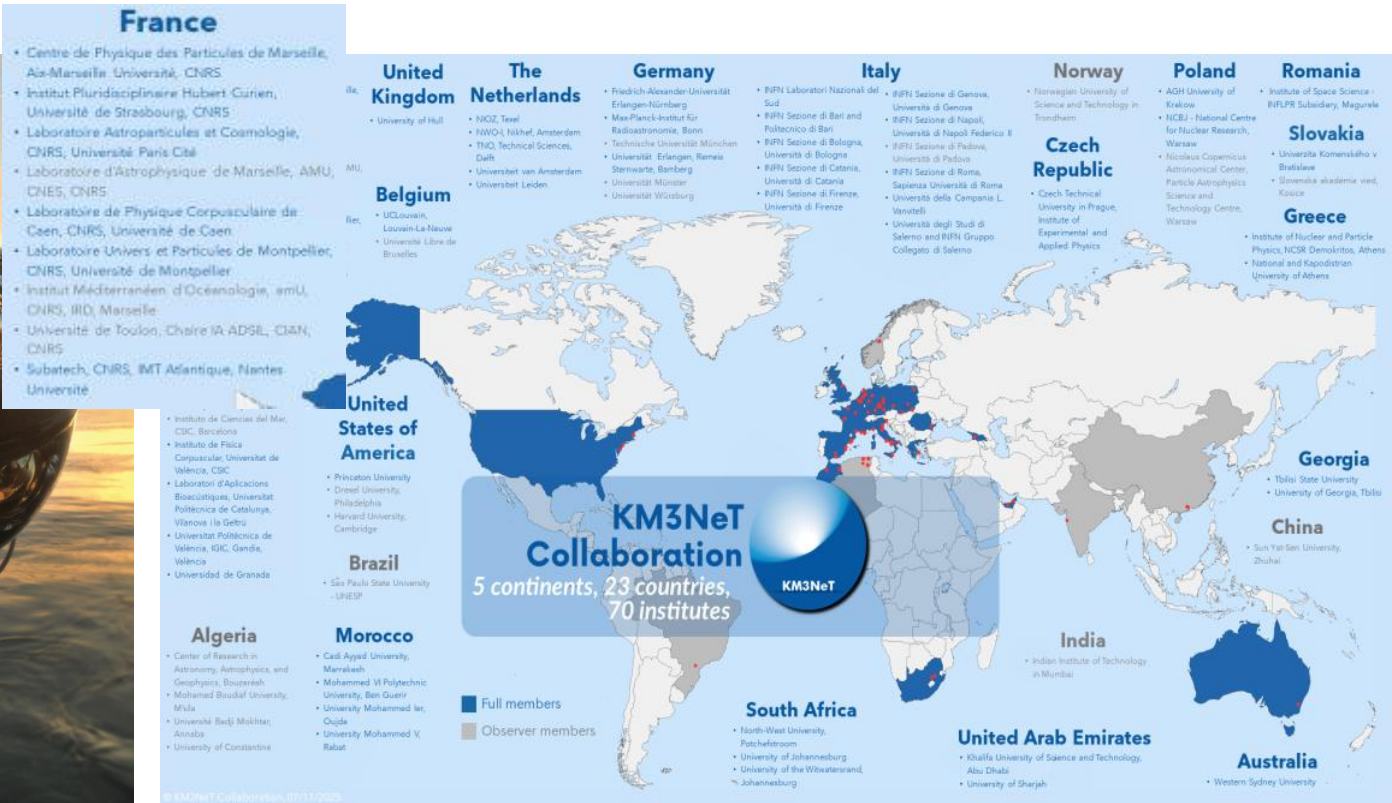 France
• Centre de Physique des Particules de Marseille,
Aix-Marseille Université, CNRS
• Institut Pluridisciplinaire Hubert Curien,
Université de Strasbourg, CNRS
• Laboratoire Astroparticules et Cosmologie,
CNRS, Université Paris Cité
• Laboratoire d'Astrophysique de Marseille, AMU,
CNES, CNRS
• Laboratoire de Physique Corpusculaire de
Caen, CNRS, Université de Caen
• Laboratoire Univers et Particules de Montpellier,
CNRS, Université de Montpellier
• Institut Méditerranéen d'Océanologie, amU,
CNRS, IRD, Marseille
• Université de Toulon, Chaire IA ADSIL, CIAN,
CNRS
• Subatech, CNRS, IMT Atlantique, Nantes
Université
United
Kingdom
• University of Hull
Belgium
• UCLouvain,
Louvain-La-Neuve
• Université Libre de
Bruxelles
The
Netherlands
• NIOZ, Texel
• NWO-I, Nikhef, Amsterdam
• TNO, Technical Sciences,
Delft
• Universiteit van Amsterdam
• Universiteit Leiden
Germany
• Friedrich-Alexander-Universität
Erlangen-Nürnberg
• Max-Planck-Institut für
Radioastronomie, Bonn
• Technische Universität München
• Universität Erlangen, Remeis
Sternwarte, Bamberg
• Universität Münster
• Universität Würzburg
Italy
• INFN Laboratori Nazionali del
Sud
• INFN Sezione di Bari and
Politecnico di Bari
• INFN Sezione di Bologna,
Università di Bologna
• INFN Sezione di Catania,
Università di Catania
• INFN Sezione di Firenze,
Università di Firenze
• INFN Sezione di Genova,
Università di Genova
• INFN Sezione di Napoli,
Università di Napoli Federico II
• INFN Sezione di Padova,
Università di Padova
• INFN Sezione di Roma,
Sapienza Università di Roma
• Università della Campania L.
Vanvitelli
• Università degli Studi di
Salerno and INFN Gruppo
Collegato di Salerno
Norway
• Norwegian University of
Science and Technology in
Trondheim
Czech
Republic
• Czech Technical
University in Prague,
Institute of
Experimental and
Applied Physics
Poland
• AGH University of
Krakow
• NCBJ - National Centre
for Nuclear Research,
Warsaw
• Nicolaus Copernicus
Astronomical Center,
Particle Astrophysics
Science and
Technology Centre,
Warsaw
Romania
• Institute of Space Science -
INFLPR Subsidiary, Magurele
Slovakia
• Univerzita Komenského v
Bratislave
• Slovenská akadémia vied,
Kosice
Greece
• Institute of Nuclear and Particle
Physics, NCSR Demokritos, Athens
• National and Kapodistrian
University of Athens
• Instituto de Ciencies del Mar,
CSIC, Barcelona
• Instituto de Física
Corpuscular, Universitat de
València, CSIC
• Laboratori d'Aplicacions
Bioacústiques, Universitat
Politècnica de Catalunya,
Vilanova i la Geltrú
• Universitat Politècnica de
València, IGIC, Gandia,
València
• Universidad de Granada
United
States of
America
• Princeton University
• Drexel University,
Philadelphia
• Harvard University,
Cambridge
Brazil
• São Paulo State University
- UNESP
KM3NeT
Collaboration
5 continents, 23 countries,
70 institutes
KM3NeT
Georgia
• Tbilisi State University
• University of Georgia, Tbilisi
China
• Sun Yat-Sen University,
Zhuhai
Algeria
• Center of Research in
Astronomy, Astrophysics, and
Geophysics, Bouzaréah
• Mohamed Boudiaf University,
M'sila
• Université Badji Mokhtar,
Annaba
• University of Constantine
Morocco
• Cadi Ayyad University,
Marrakesh
• Mohammed VI Polytechnic
University, Ben Guerir
• University Mohammed Ier,
Oujda
• University Mohammed V,
Rabat
Full members
Observer members
South Africa
• North-West University,
Potchefstroom
• University of Johannesburg
• University of the Witwatersrand,
Johannesburg
India
• Indian Institute of Technology
in Mumbai
United Arab Emirates
• Khalifa University of Science and Technology,
Abu Dhabi
• University of Sharjah
Australia
• Western Sydney University
© KM3NeT Collaboration, 07/11/2025